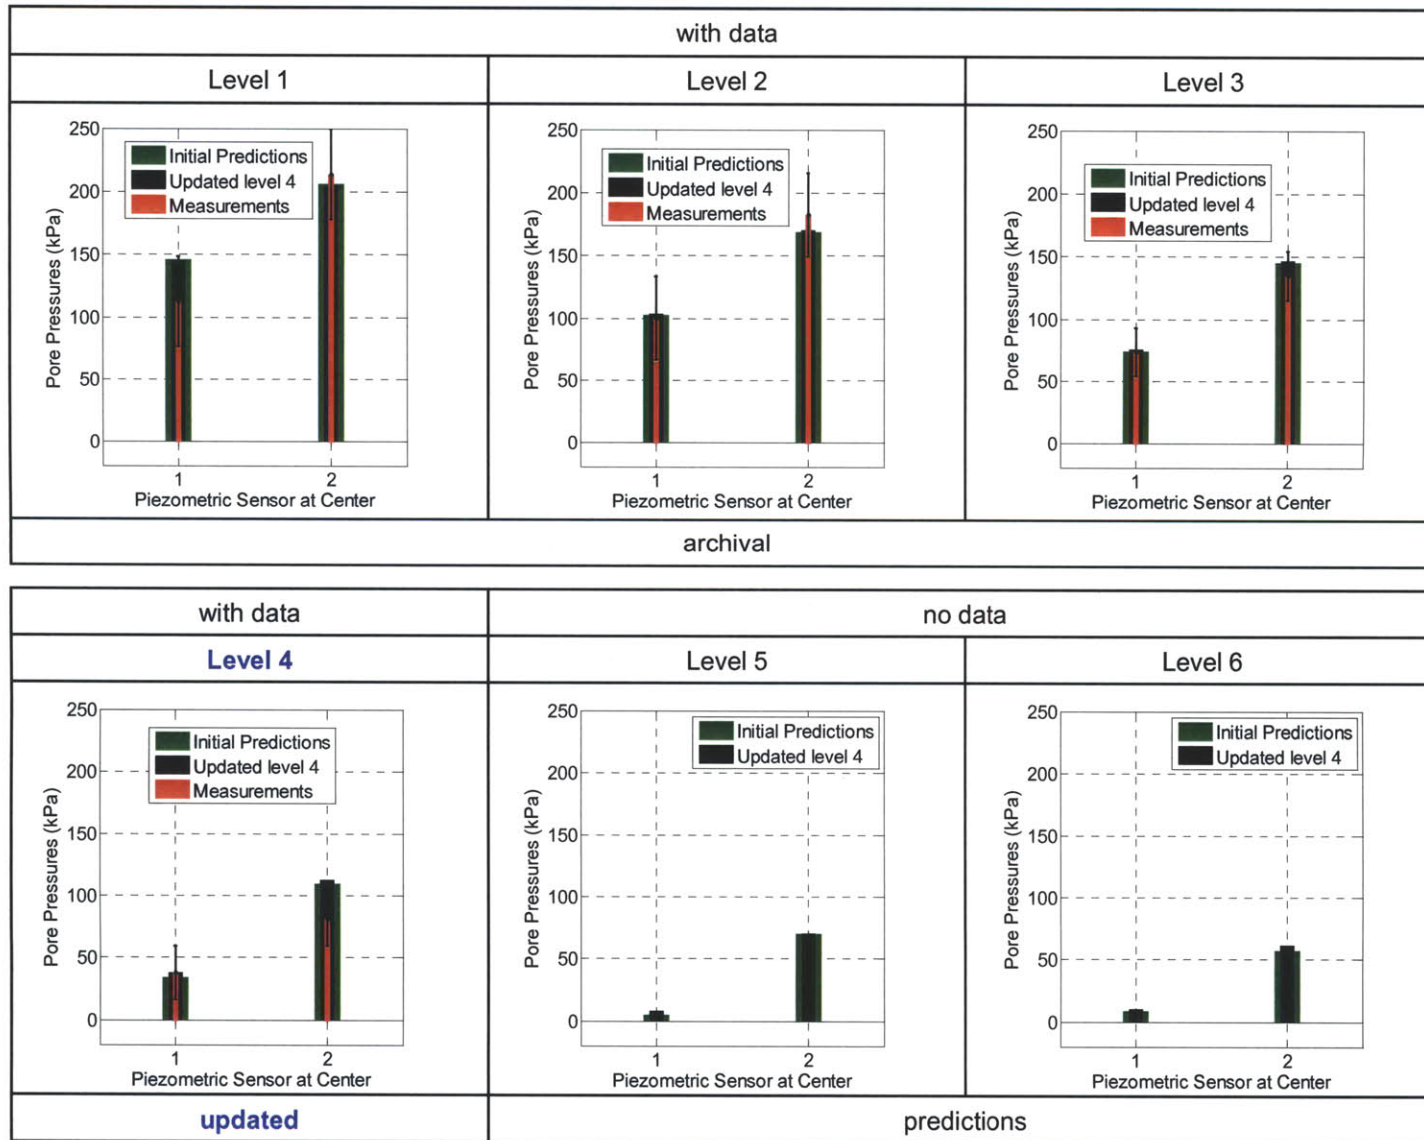 with data
Level 1
Level 2
Level 3
250
200
150
100
50
0
Pore Pressures (kPa)
Initial Predictions
Updated level 4
Measurements
1
2
Piezometric Sensor at Center
250
200
150
100
50
0
Pore Pressures (kPa)
Initial Predictions
Updated level 4
Measurements
1
2
Piezometric Sensor at Center
250
200
150
100
50
0
Pore Pressures (kPa)
Initial Predictions
Updated level 4
Measurements
1
2
Piezometric Sensor at Center
archival
with data
no data
Level 4
Level 5
Level 6
250
200
150
100
50
0
Pore Pressures (kPa)
Initial Predictions
Updated level 4
Measurements
1
2
Piezometric Sensor at Center
250
200
150
100
50
0
Pore Pressures (kPa)
Initial Predictions
Updated level 4
1
2
Piezometric Sensor at Center
250
200
150
100
50
0
Pore Pressures (kPa)
Initial Predictions
Updated level 4
1
2
Piezometric Sensor at Center
updated
predictions